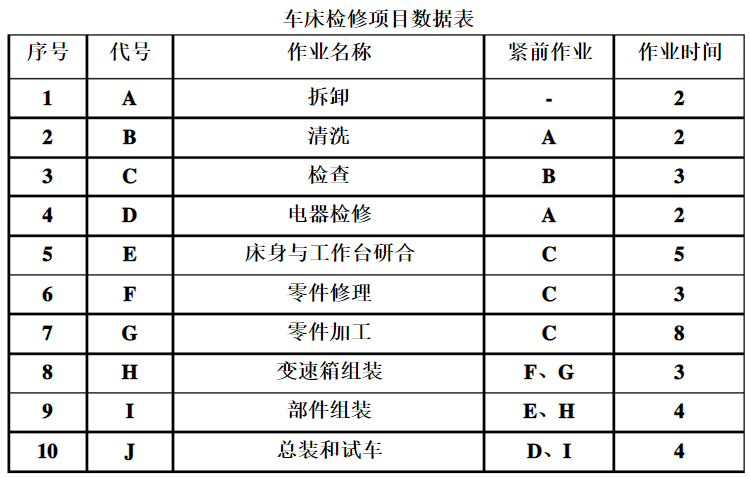 车床检修项目数据表
序号 代号 作业名称 紧前作业 作业时间
1 A 拆卸 - 2
2 B 清洗 A 2
3 C 检查 B 3
4 D 电器检修 A 2
5 E 床身与工作台研合 C 5
6 F 零件修理 C 3
7 G 零件加工 C 8
8 H 变速箱组装 F、G 3
9 I 部件组装 E、H 4
10 J 总装和试车 D、I 4